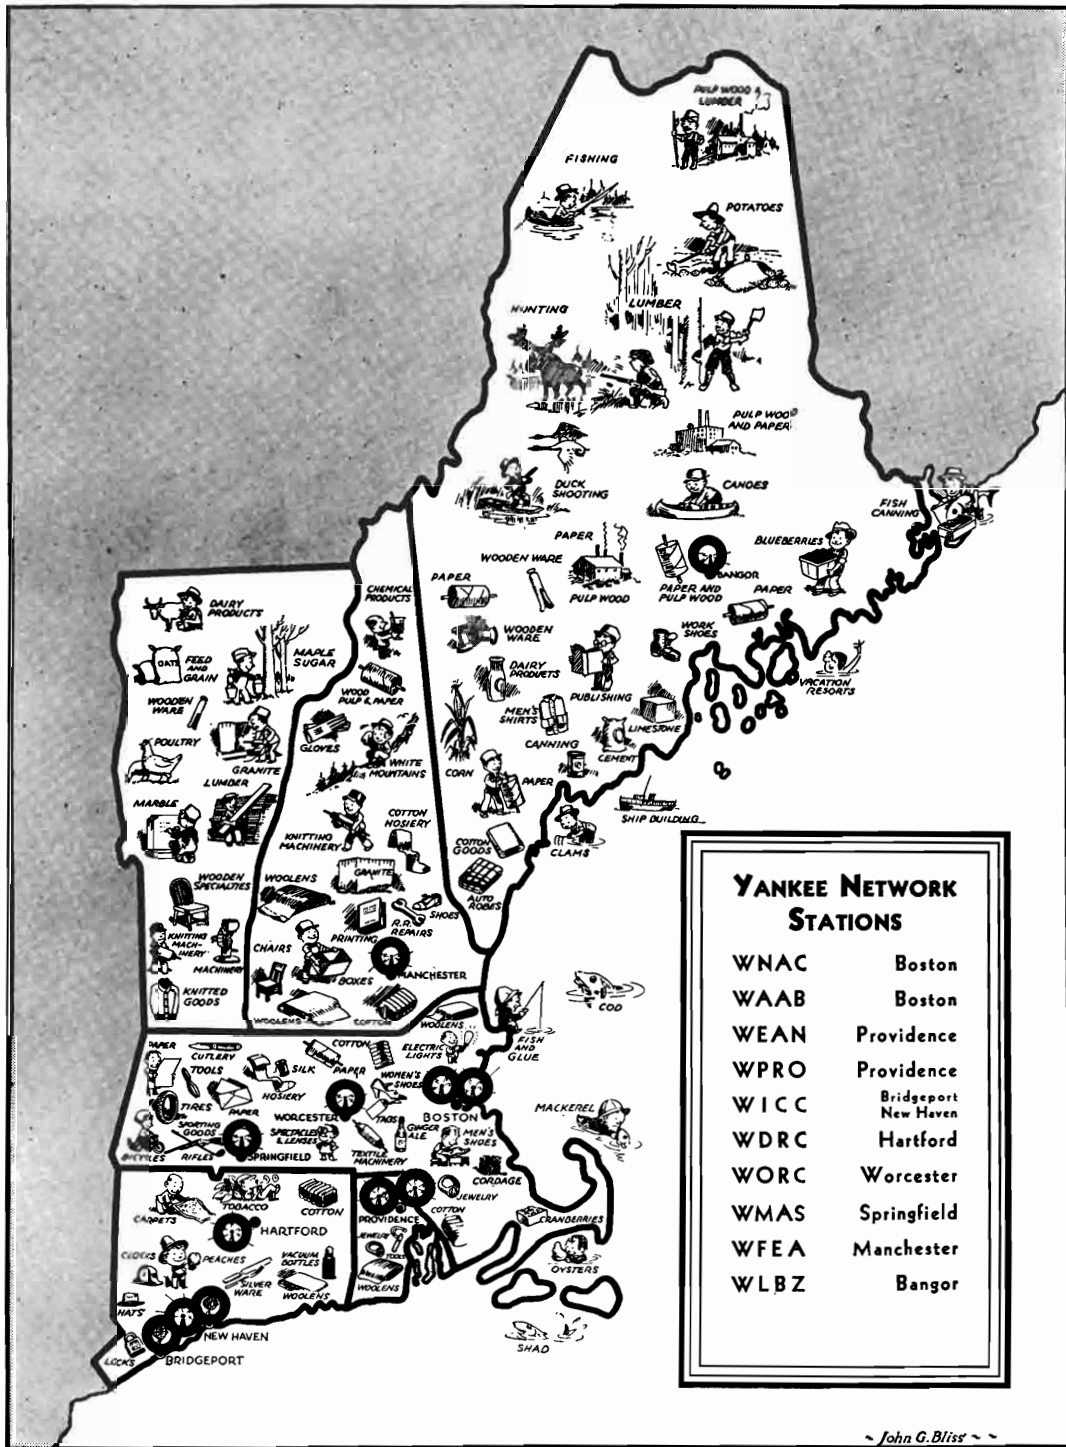 PULP WOOD &
LUMBER
FISHING
POTATOES
HUNTING
LUMBER
PULP WOOD
AND PAPER
DUCK
SHOOTING
CANOES
FISH
CANNING
PAPER
BLUEBERRIES
WOODEN WARE
PAPER
BANGOR
PULP WOOD
PAPER AND
PULP WOOD
PAPER
CHEMICAL
PRODUCTS
DAIRY
PRODUCTS
WOODEN
WARE
WORK
SHOES
OATS
FEED
AND
GRAIN
MAPLE
SUGAR
DAIRY
PRODUCTS
VACATION
RESORTS
WOOD
PULP & PAPER
PUBLISHING
WOODEN
WARE
MEN'S
SHIRTS
LIMESTONE
POULTRY
GLOVES
CANNING
CEMENT
GRANITE
WHITE
MOUNTAINS
CORN
PAPER
LUMBER
MARBLE
COTTON
HOSIERY
SHIP BUILDING
KNITTING
MACHINERY
COTTON
GOODS
CLAMS
WOODEN
SPECIALTIES
WOOLENS
GRANITE
AUTO
ROBES
SHOES
PRINTING
R.R.
REPAIRS
KNITTING
MACH-
INERY
MACHINERY
CHAIRS
BOXES
MANCHESTER
KNITTED
GOODS
WOOLENS
COTTON
WOOLENS
COD
FISH
AND
GLUE
PAPER
CUTLERY
TOOLS
SILK
COTTON
PAPER
ELECTRIC
LIGHTS
HOSIERY
WOMEN'S
SHOES
TIRES
PAPER
WORCESTER
TAGS
BOSTON
MACKEREL
SPORTING
GOODS
SPECTACLES
& LENSES
GINGER
ALE
MEN'S
SHOES
BICYCLES
RIFLES
SPRINGFIELD
TEXTILE
MACHINERY
CORDAGE
CARPETS
TOBACCO
COTTON
PROVIDENCE
JEWELRY
COTTON
CRANBERRIES
HARTFORD
CLOCKS
PEACHES
VACUUM
BOTTLES
JEWELRY
TOOLS
OYSTERS
SILVER
WARE
WOOLENS
WOOLENS
HATS
NEW HAVEN
LOCKS
BRIDGEPORT
SHAD
YANKEE NETWORK
STATIONS
WNAC Boston
WAAB Boston
WEAN Providence
WPRO Providence
WICC Bridgeport
New Haven
WDRC Hartford
WORC Worcester
WMAS Springfield
WFEA Manchester
WLBZ Bangor
~ John G. Bliss ~ ~